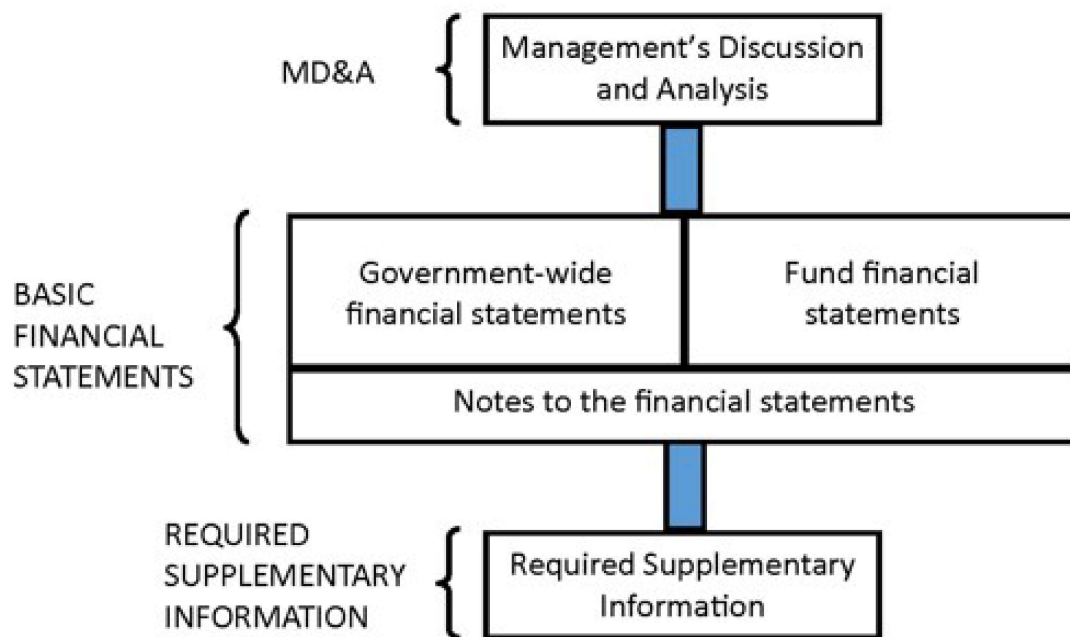 MD&A
Management’s Discussion
and Analysis
BASIC
FINANCIAL
STATEMENTS
Government-wide
financial statements
Fund financial
statements
Notes to the financial statements
REQUIRED
SUPPLEMENTARY
INFORMATION
Required Supplementary
Information